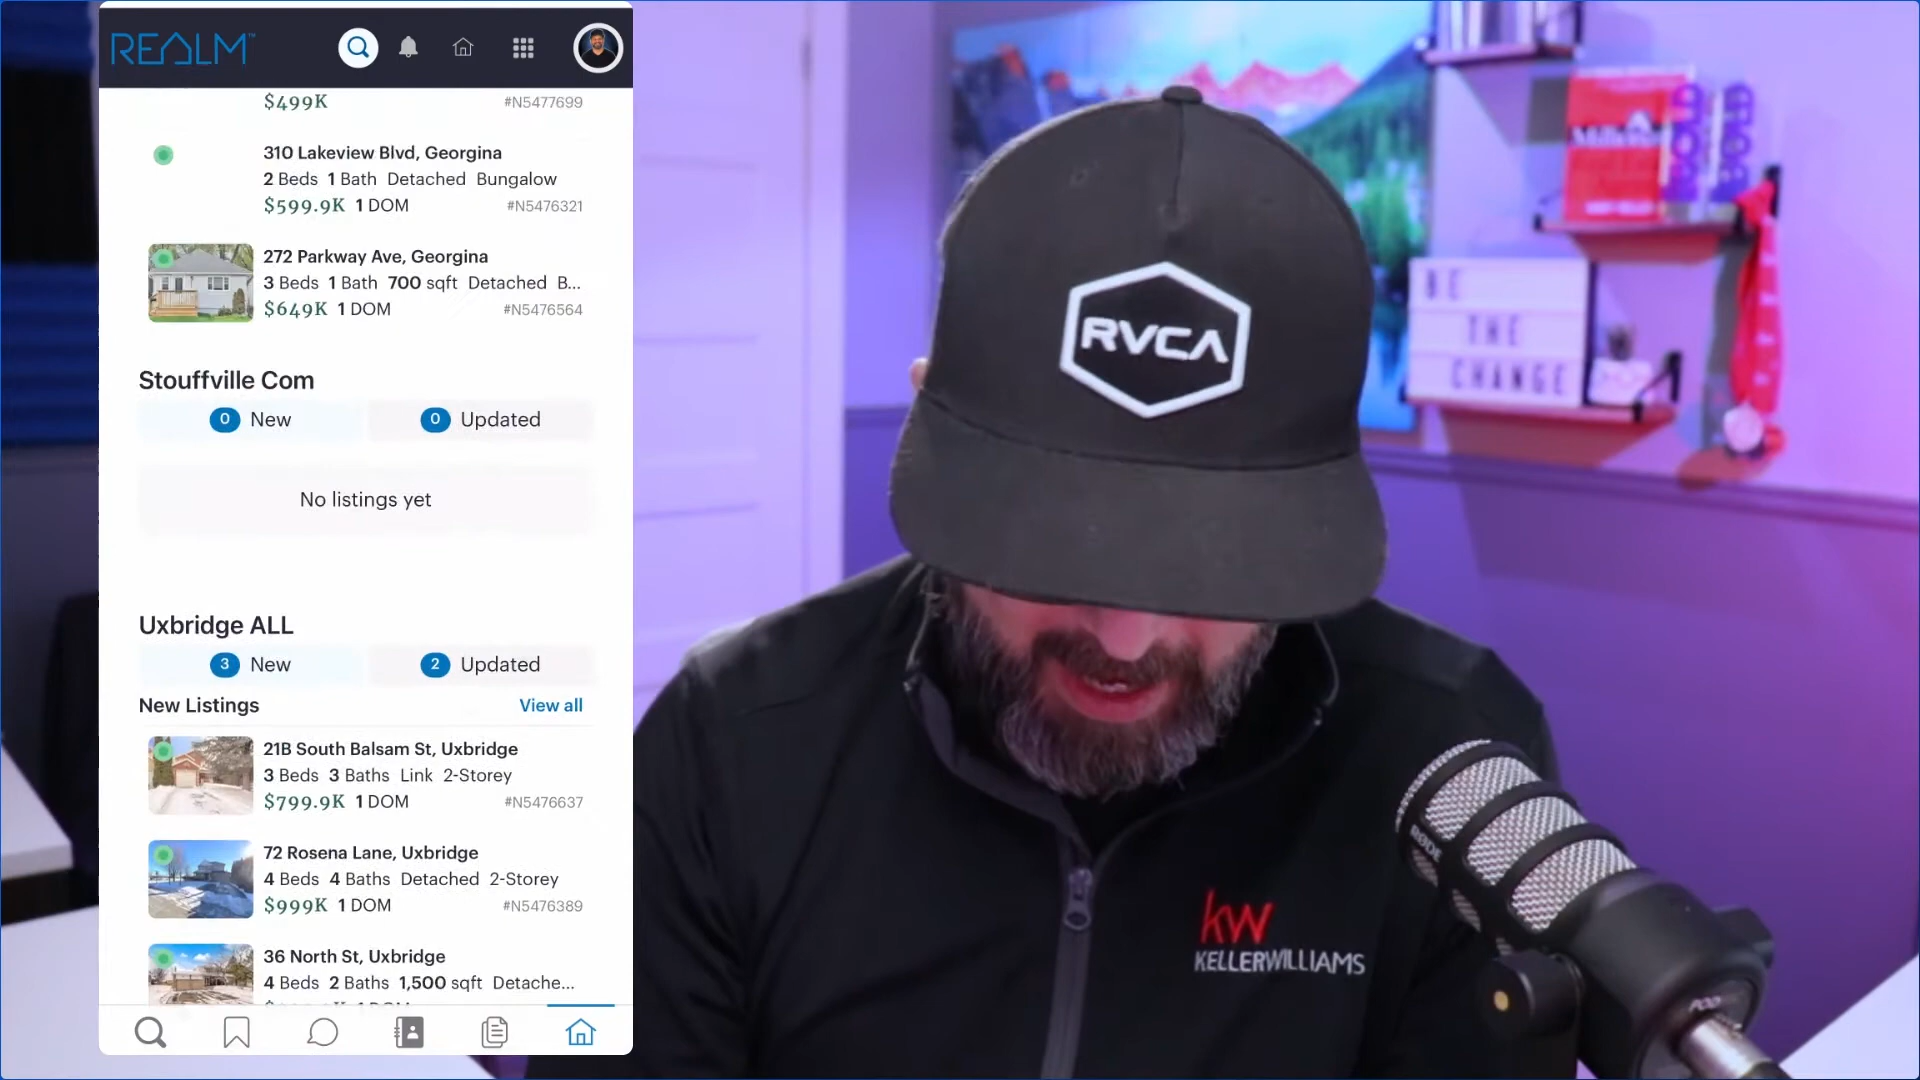 REALM™
$499K #N5477699
310 Lakeview Blvd, Georgina
2 Beds 1 Bath Detached Bungalow
$599.9K 1 DOM #N5476321
272 Parkway Ave, Georgina
3 Beds 1 Bath 700 sqft Detached B...
$649K 1 DOM #N5476564
Stouffville Com
0 New 0 Updated
No listings yet
Uxbridge ALL
3 New 2 Updated
New Listings View all
21B South Balsam St, Uxbridge
3 Beds 3 Baths Link 2-Storey
$799.9K 1 DOM #N5476637
72 Rosena Lane, Uxbridge
4 Beds 4 Baths Detached 2-Storey
$999K 1 DOM #N5476389
36 North St, Uxbridge
4 Beds 2 Baths 1,500 sqft Detache...
RVCA
kw
KELLERWILLIAMS
RØDE
POD
BOLD
BOLD
BE
THE
CHANGE